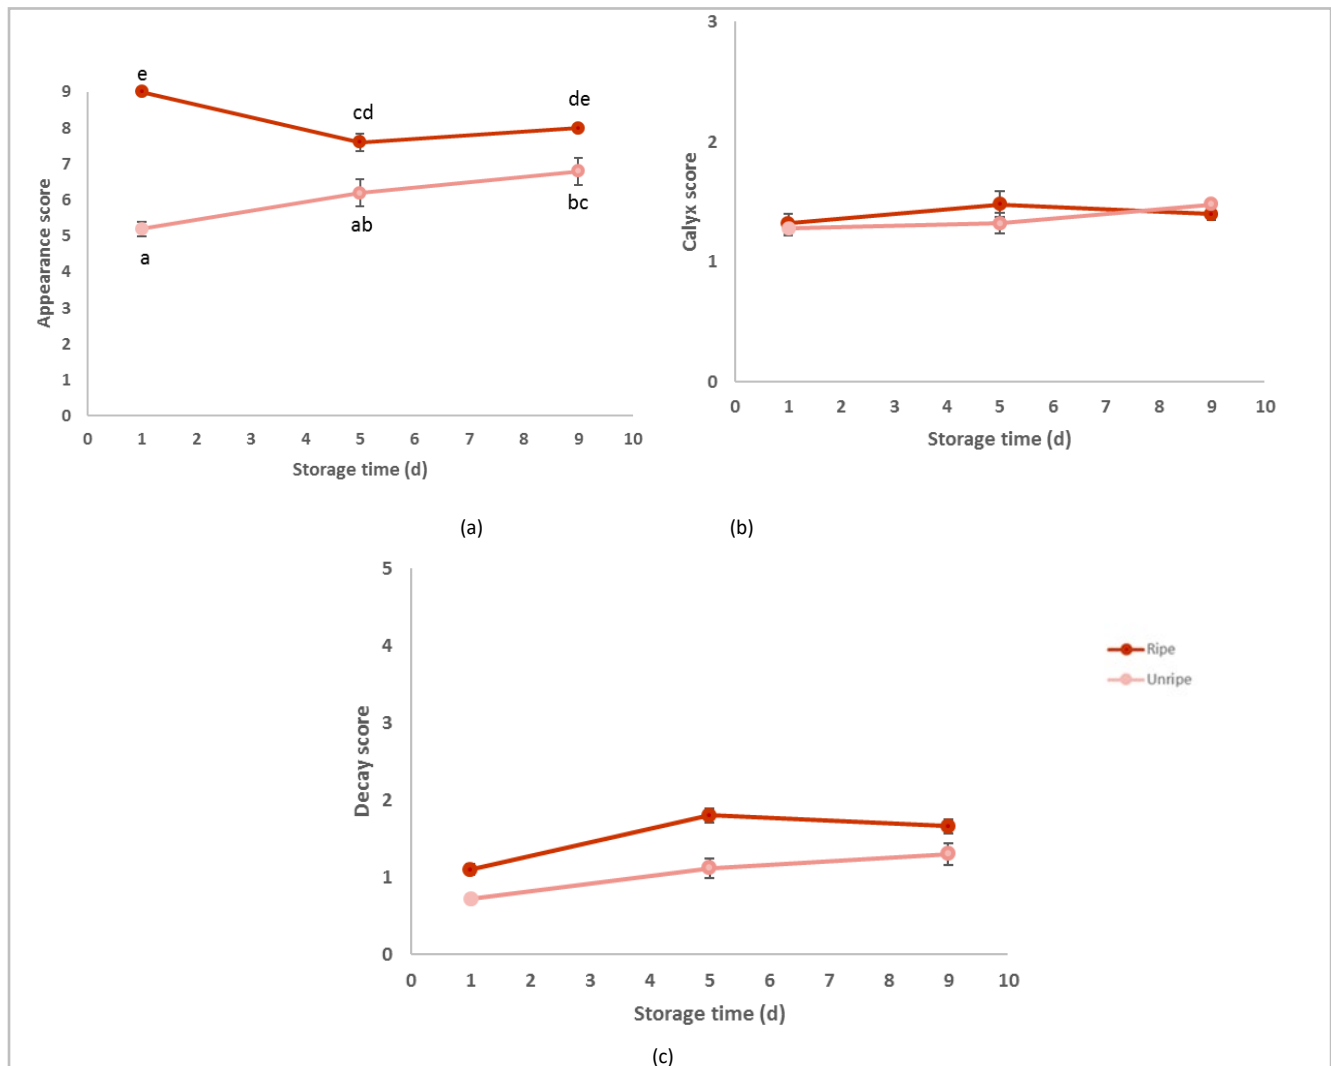 Appearance score
9
8
7
6
5
4
3
2
1
0
e
cd
de
a
ab
bc
0 1 2 3 4 5 6 7 8 9 10
Storage time (d)
(a)
Calyx score
3
2
1
0
0 1 2 3 4 5 6 7 8 9 10
Storage time (d)
(b)
Decay score
5
4
3
2
1
0
0 1 2 3 4 5 6 7 8 9 10
Storage time (d)
(c)
Ripe
Unripe